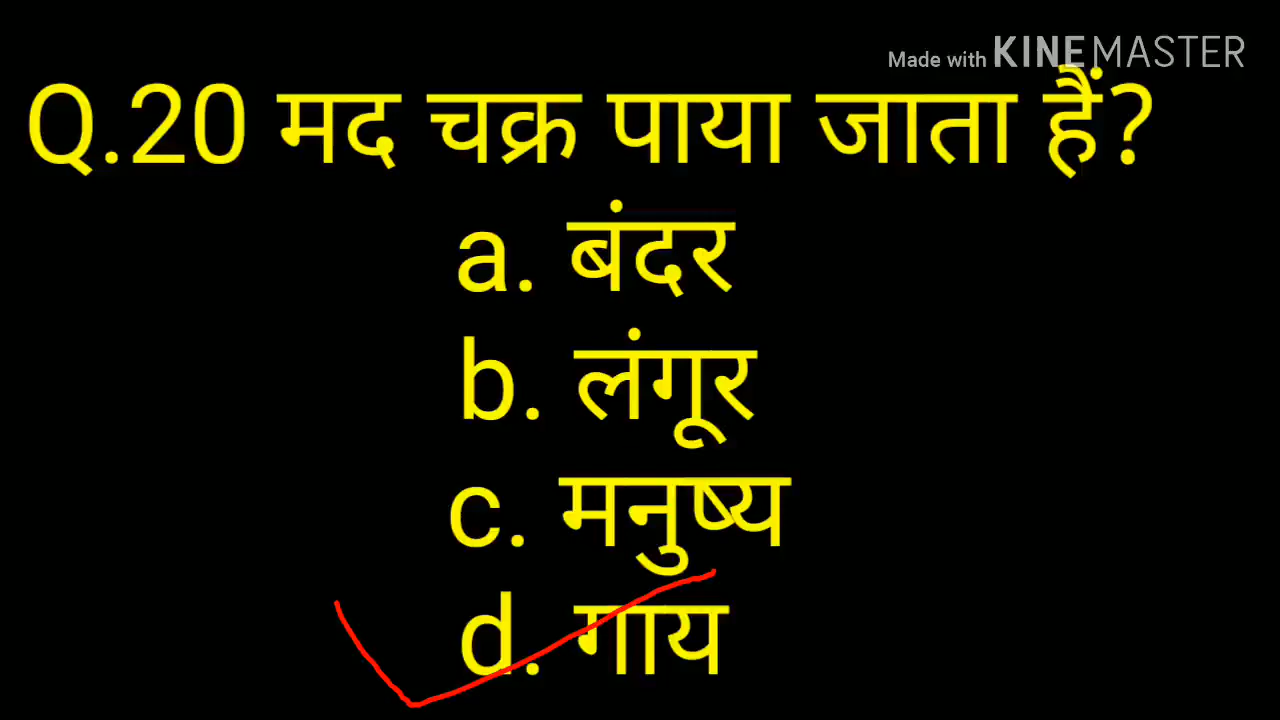 Made with KINEMASTER
Q.20 मद चक्र पाया जाता हैं?
a. बंदर
b. लंगूर
c. मनुष्य
d. गाय